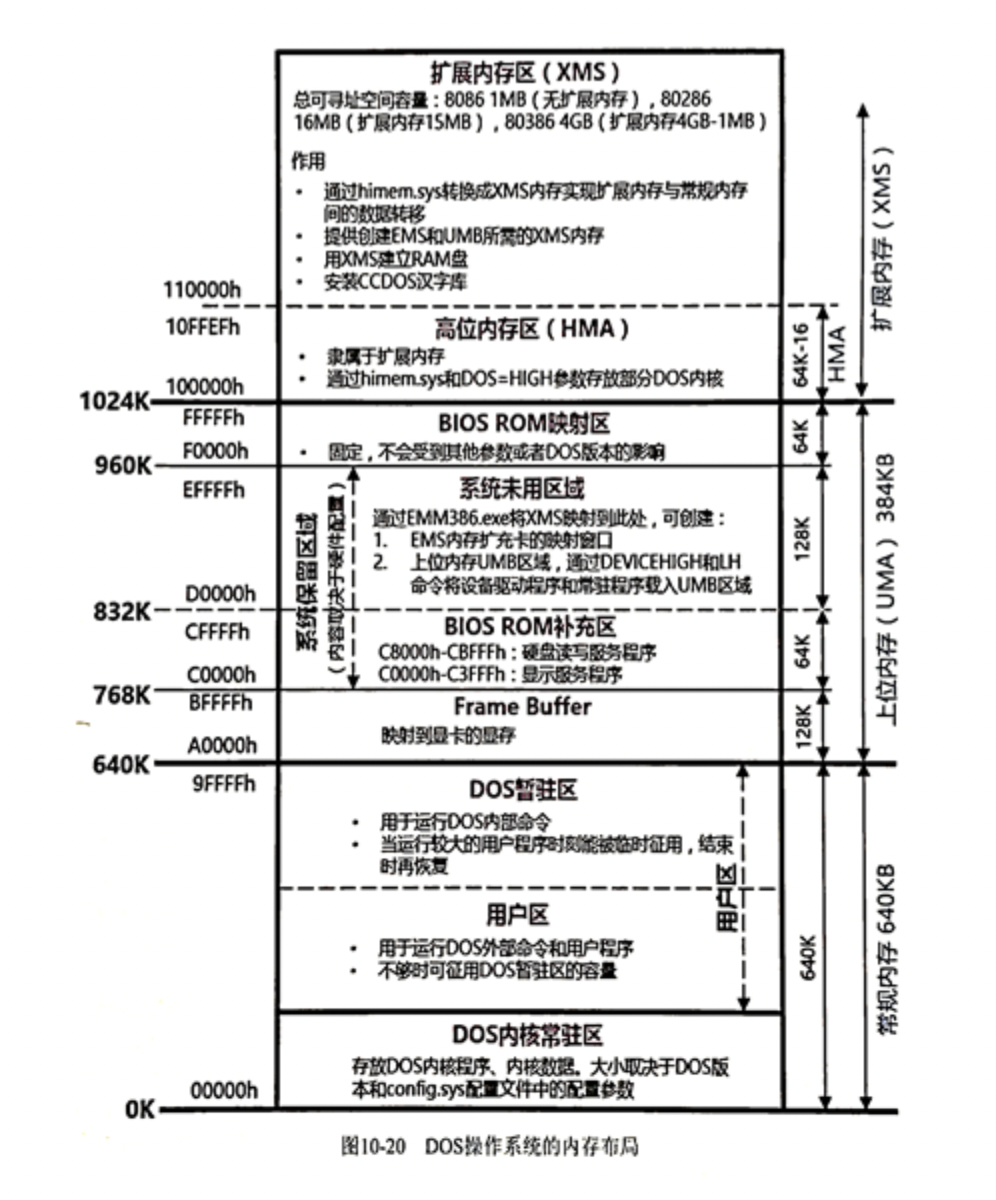 扩展内存区（XMS）
总可寻址空间容量：8086 1MB（无扩展内存），80286
16MB（扩展内存15MB），80386 4GB（扩展内存4GB-1MB）
作用
• 通过himem.sys转换成XMS内存实现扩展内存与常规内存
间的数据转移
• 提供创建EMS和UMB所需的XMS内存
• 用XMS建立RAM盘
• 安装CCDOS汉字库
扩展内存（XMS）
110000h
10FFEFh
高位内存区（HMA）
• 隶属于扩展内存
• 通过himem.sys和DOS=HIGH参数存放部分DOS内核
64K-16
HMA
100000h
1024K
FFFFFh
BIOS ROM映射区
F0000h
• 固定，不会受到其他参数或者DOS版本的影响
64K
960K
EFFFFh
系统未用区域
通过EMM386.exe将XMS映射到此处，可创建：
1. EMS内存扩充卡的映射窗口
2. 上位内存UMB区域，通过DEVICEHIGH和LH
命令将设备驱动程序和常驻程序载入UMB区域
128K
系统保留区域
（内容取决于硬件配置）
上位内存（UMA）384KB
D0000h
832K
CFFFFh
BIOS ROM补充区
C8000h-CBFFFh：硬盘读写服务程序
C0000h-C3FFFh：显示服务程序
64K
C0000h
768K
BFFFFh
Frame Buffer
映射到显卡的显存
128K
A0000h
640K
9FFFFh
DOS暂驻区
• 用于运行DOS内部命令
• 当运行较大的用户程序时刻能被临时征用，结束
时再恢复
用户区
用户区
• 用于运行DOS外部命令和用户程序
• 不够时可征用DOS暂驻区的容量
640K
常规内存 640KB
DOS内核常驻区
存放DOS内核程序、内核数据。大小取决于DOS版
本和config.sys配置文件中的配置参数
00000h
0K
图10-20 DOS操作系统的内存布局